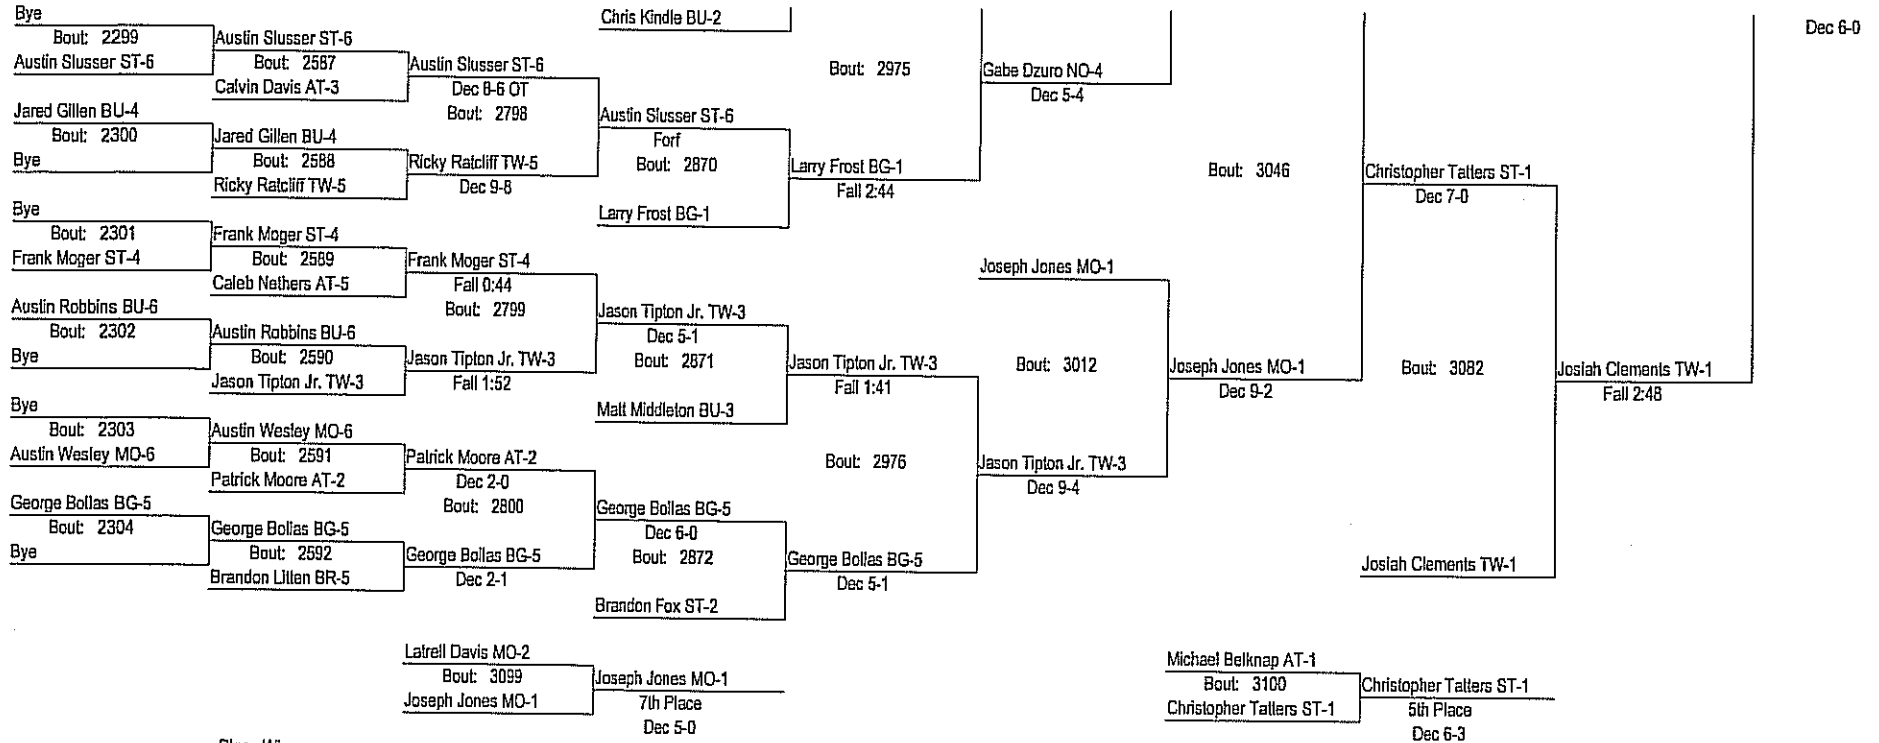 Bye
Bout: 2299
Austin Slusser ST-6
Jared Gillen BU-4
Bout: 2300
Bye
Bye
Bout: 2301
Frank Moger ST-4
Austin Robbins BU-6
Bout: 2302
Bye
Bye
Bout: 2303
Austin Wesley MO-6
George Bollas BG-5
Bout: 2304
Bye
Austin Slusser ST-6
Bout: 2587
Calvin Davis AT-3
Jared Gillen BU-4
Bout: 2588
Ricky Ratcliff TW-5
Frank Moger ST-4
Bout: 2589
Caleb Nethers AT-5
Austin Robbins BU-6
Bout: 2590
Jason Tipton Jr. TW-3
Austin Wesley MO-6
Bout: 2591
Patrick Moore AT-2
George Bollas BG-5
Bout: 2592
Brandon Litten BR-5
Austin Slusser ST-6
Dec 8-6 OT
Bout: 2798
Ricky Ratcliff TW-5
Dec 9-8
Frank Moger ST-4
Fall 0:44
Bout: 2799
Jason Tipton Jr. TW-3
Fall 1:52
Patrick Moore AT-2
Dec 2-0
Bout: 2800
George Bollas BG-5
Dec 2-1
Chris Kindle BU-2
Austin Slusser ST-6
Forf
Bout: 2870
Larry Frost BG-1
Jason Tipton Jr. TW-3
Dec 5-1
Bout: 2871
Matt Middleton BU-3
George Bollas BG-5
Dec 6-0
Bout: 2872
Brandon Fox ST-2
Bout: 2975
Larry Frost BG-1
Fall 2:44
Jason Tipton Jr. TW-3
Fall 1:41
Bout: 2976
George Bollas BG-5
Dec 5-1
Gabe Dzuro NO-4
Dec 5-4
Joseph Jones MO-1
Bout: 3012
Jason Tipton Jr. TW-3
Dec 9-4
Bout: 3046
Joseph Jones MO-1
Dec 9-2
Christopher Tatters ST-1
Dec 7-0
Bout: 3082
Josiah Clements TW-1
Josiah Clements TW-1
Fall 2:48
Dec 6-0
Latrell Davis MO-2
Bout: 3099
Joseph Jones MO-1
Joseph Jones MO-1
7th Place
Dec 5-0
Michael Belknap AT-1
Bout: 3100
Christopher Tatters ST-1
Christopher Tatters ST-1
5th Place
Dec 6-3